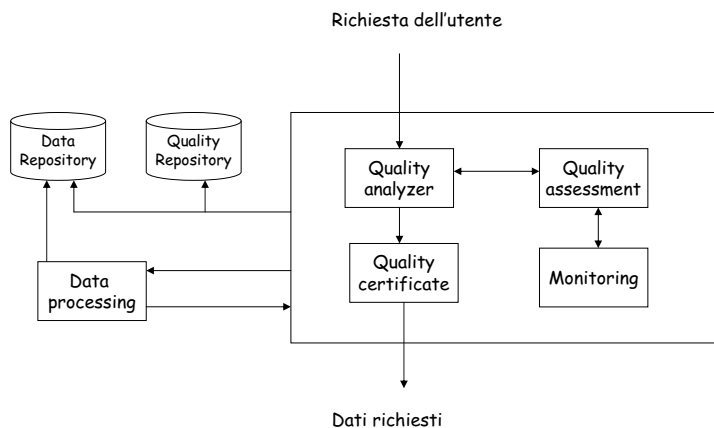 Richiesta dell'utente
Data
Repository
Quality
Repository
Quality
analyzer
Quality
assessment
Data
processing
Quality
certificate
Monitoring
Dati richiesti